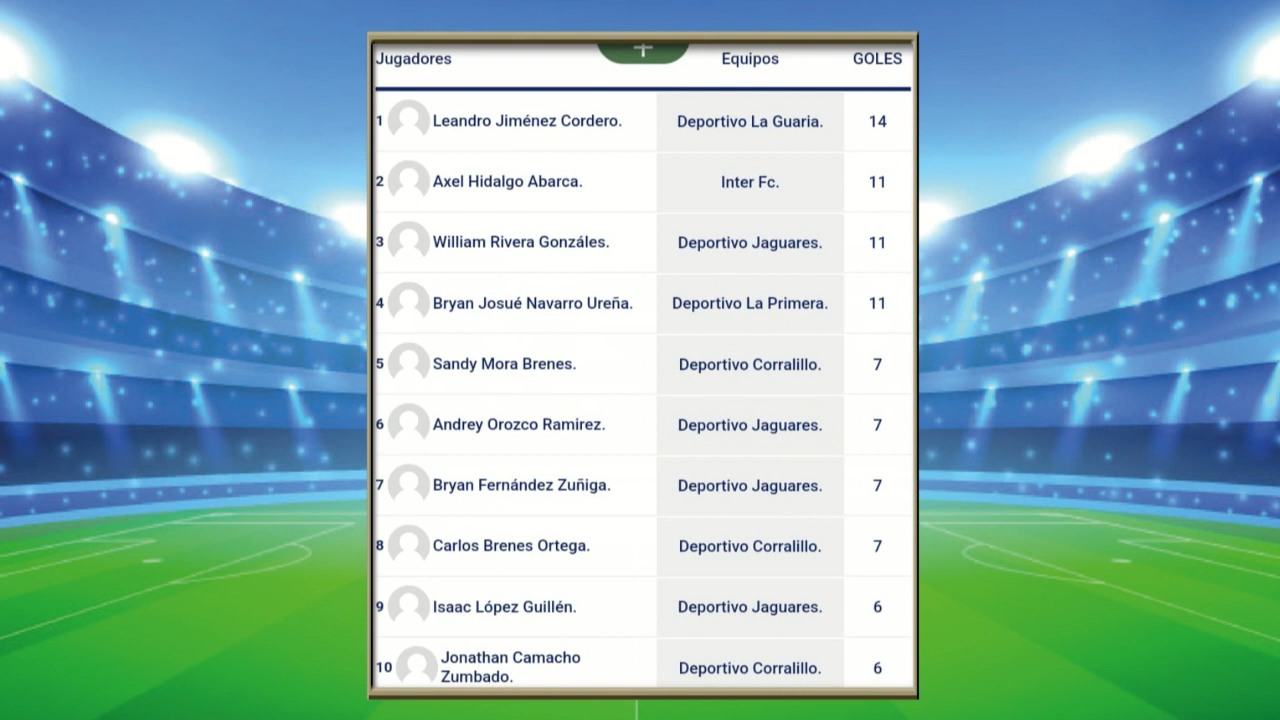 +
Jugadores Equipos GOLES
1 Leandro Jiménez Cordero. Deportivo La Guaria. 14
2 Axel Hidalgo Abarca. Inter Fc. 11
3 William Rivera Gonzáles. Deportivo Jaguares. 11
4 Bryan Josué Navarro Ureña. Deportivo La Primera. 11
5 Sandy Mora Brenes. Deportivo Corralillo. 7
6 Andrey Orozco Ramirez. Deportivo Jaguares. 7
7 Bryan Fernández Zuñiga. Deportivo Jaguares. 7
8 Carlos Brenes Ortega. Deportivo Corralillo. 7
9 Isaac López Guillén. Deportivo Jaguares. 6
10 Jonathan Camacho
Zumbado. Deportivo Corralillo. 6